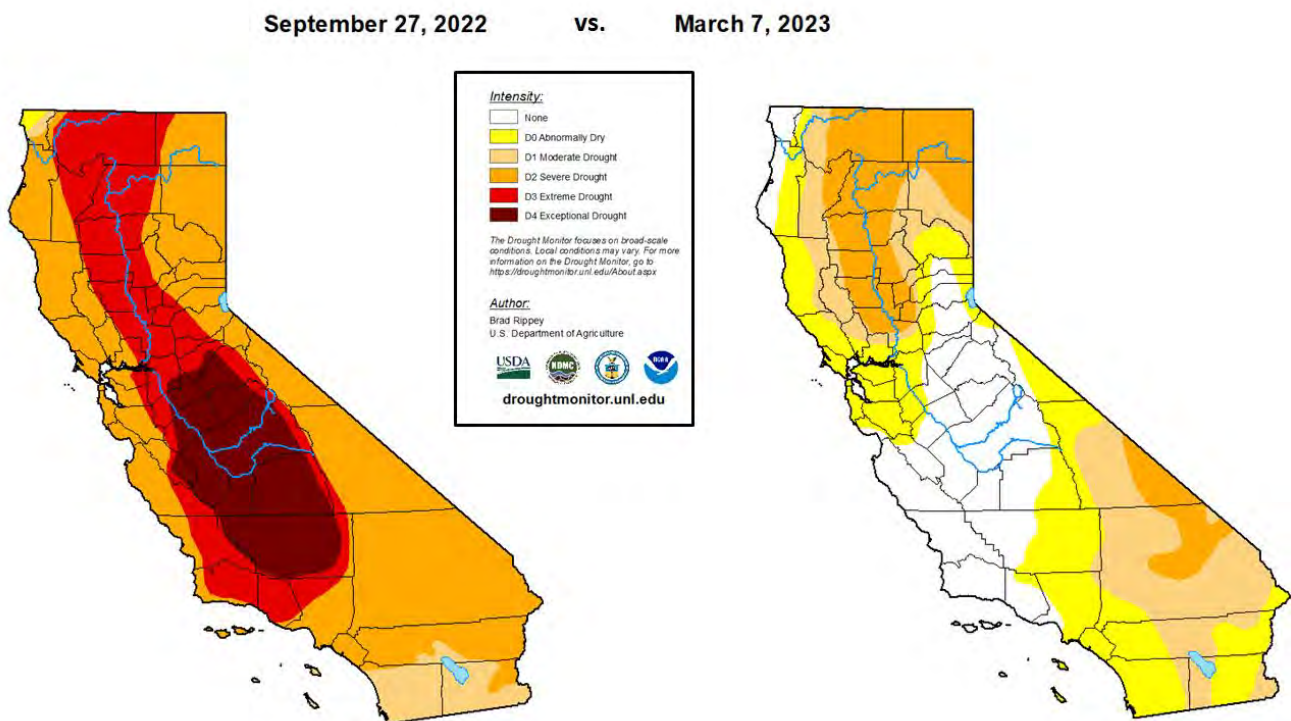 September 27, 2022 vs. March 7, 2023
Intensity:
None
D0 Abnormally Dry
D1 Moderate Drought
D2 Severe Drought
D3 Extreme Drought
D4 Exceptional Drought
The Drought Monitor focuses on broad-scale
conditions. Local conditions may vary. For more
information on the Drought Monitor, go to
https://droughtmonitor.unl.edu/About.aspx
Author:
Brad Rippey
U.S. Department of Agriculture
USDA
NDMC
droughtmonitor.unl.edu